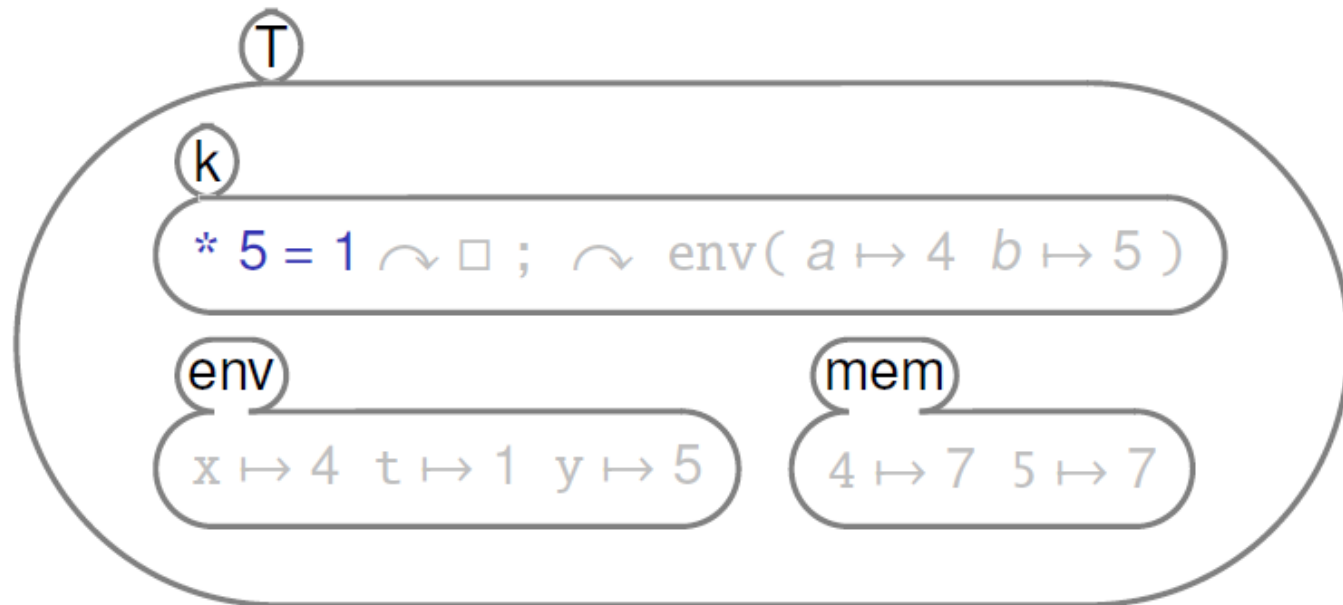 T
k
* 5 = 1 ↷ □ ; ↷ env( a ↦ 4 b ↦ 5 )
env mem
x ↦ 4 t ↦ 1 y ↦ 5 4 ↦ 7 5 ↦ 7